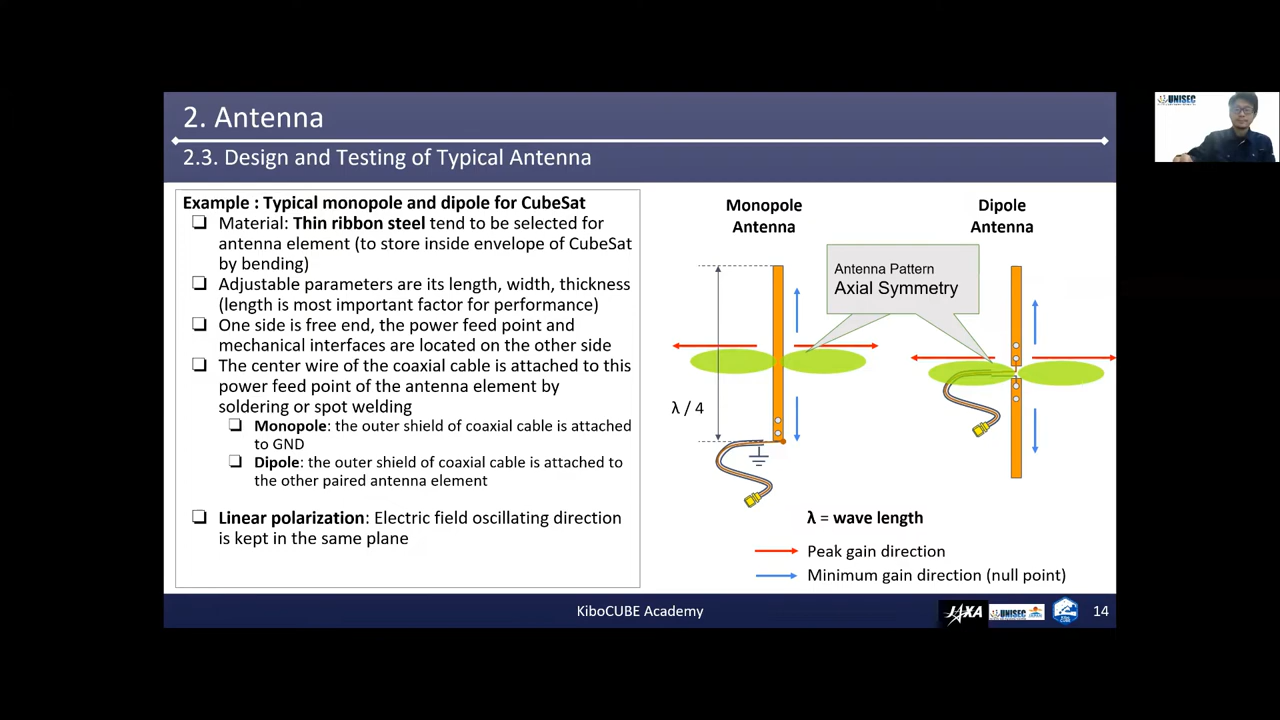 2. Antenna
2.3. Design and Testing of Typical Antenna
Example : Typical monopole and dipole for CubeSat
❑ Material: Thin ribbon steel tend to be selected for
antenna element (to store inside envelope of CubeSat
by bending)
❑ Adjustable parameters are its length, width, thickness
(length is most important factor for performance)
❑ One side is free end, the power feed point and
mechanical interfaces are located on the other side
❑ The center wire of the coaxial cable is attached to this
power feed point of the antenna element by
soldering or spot welding
❑ Monopole: the outer shield of coaxial cable is attached
to GND
❑ Dipole: the outer shield of coaxial cable is attached to
the other paired antenna element
❑ Linear polarization: Electric field oscillating direction
is kept in the same plane
Monopole
Antenna
Dipole
Antenna
Antenna Pattern
Axial Symmetry
λ / 4
λ = wave length
Peak gain direction
Minimum gain direction (null point)
KiboCUBE Academy
JAXA
UNISEC
14
UNISEC